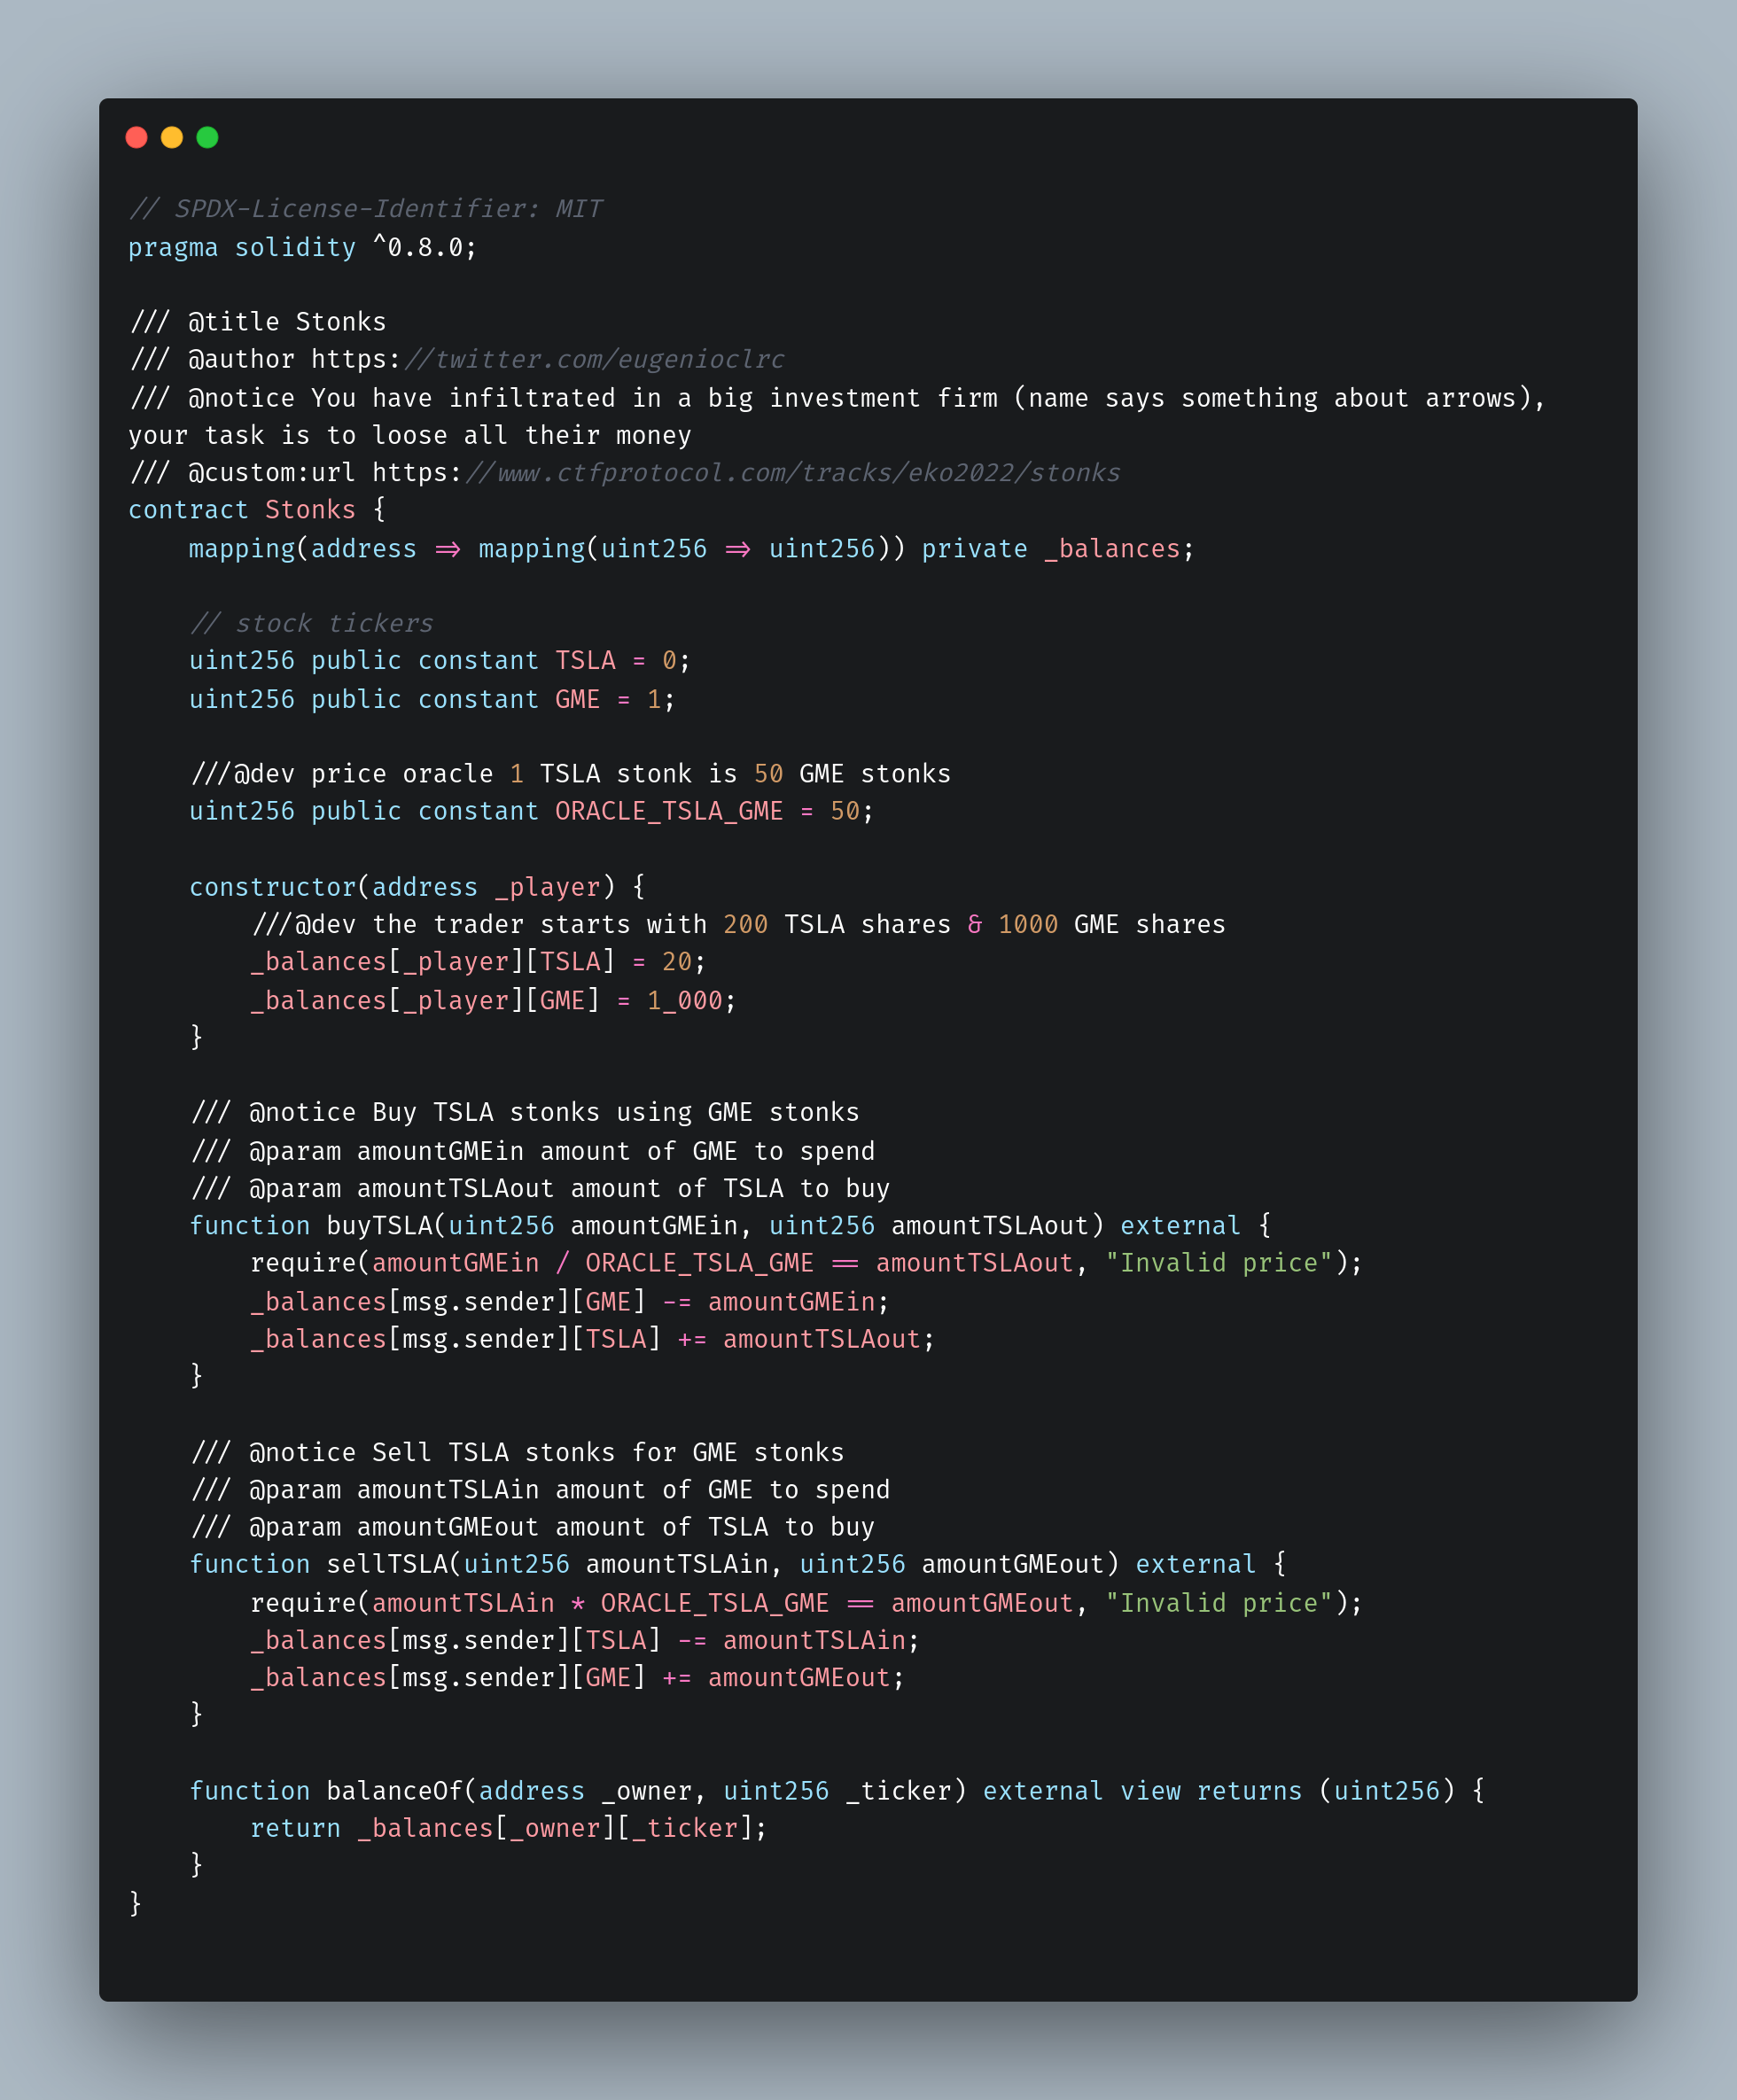 // SPDX-License-Identifier: MIT
pragma solidity ^0.8.0;
/// @title Stonks
/// @author https://twitter.com/eugenioclrc
/// @notice You have infiltrated in a big investment firm (name says something about arrows),
your task is to loose all their money
/// @custom:url https://www.ctfprotocol.com/tracks/eko2022/stonks
contract Stonks {
    mapping(address => mapping(uint256 => uint256)) private _balances;
    // stock tickers
    uint256 public constant TSLA = 0;
    uint256 public constant GME = 1;
    ///@dev price oracle 1 TSLA stonk is 50 GME stonks
    uint256 public constant ORACLE_TSLA_GME = 50;
    constructor(address _player) {
        ///@dev the trader starts with 200 TSLA shares & 1000 GME shares
        _balances[_player][TSLA] = 20;
        _balances[_player][GME] = 1_000;
    }
    /// @notice Buy TSLA stonks using GME stonks
    /// @param amountGMEin amount of GME to spend
    /// @param amountTSLAout amount of TSLA to buy
    function buyTSLA(uint256 amountGMEin, uint256 amountTSLAout) external {
        require(amountGMEin / ORACLE_TSLA_GME == amountTSLAout, "Invalid price");
        _balances[msg.sender][GME] -= amountGMEin;
        _balances[msg.sender][TSLA] += amountTSLAout;
    }
    /// @notice Sell TSLA stonks for GME stonks
    /// @param amountTSLAin amount of GME to spend
    /// @param amountGMEout amount of TSLA to buy
    function sellTSLA(uint256 amountTSLAin, uint256 amountGMEout) external {
        require(amountTSLAin * ORACLE_TSLA_GME == amountGMEout, "Invalid price");
        _balances[msg.sender][TSLA] -= amountTSLAin;
        _balances[msg.sender][GME] += amountGMEout;
    }
    function balanceOf(address _owner, uint256 _ticker) external view returns (uint256) {
        return _balances[_owner][_ticker];
    }
}